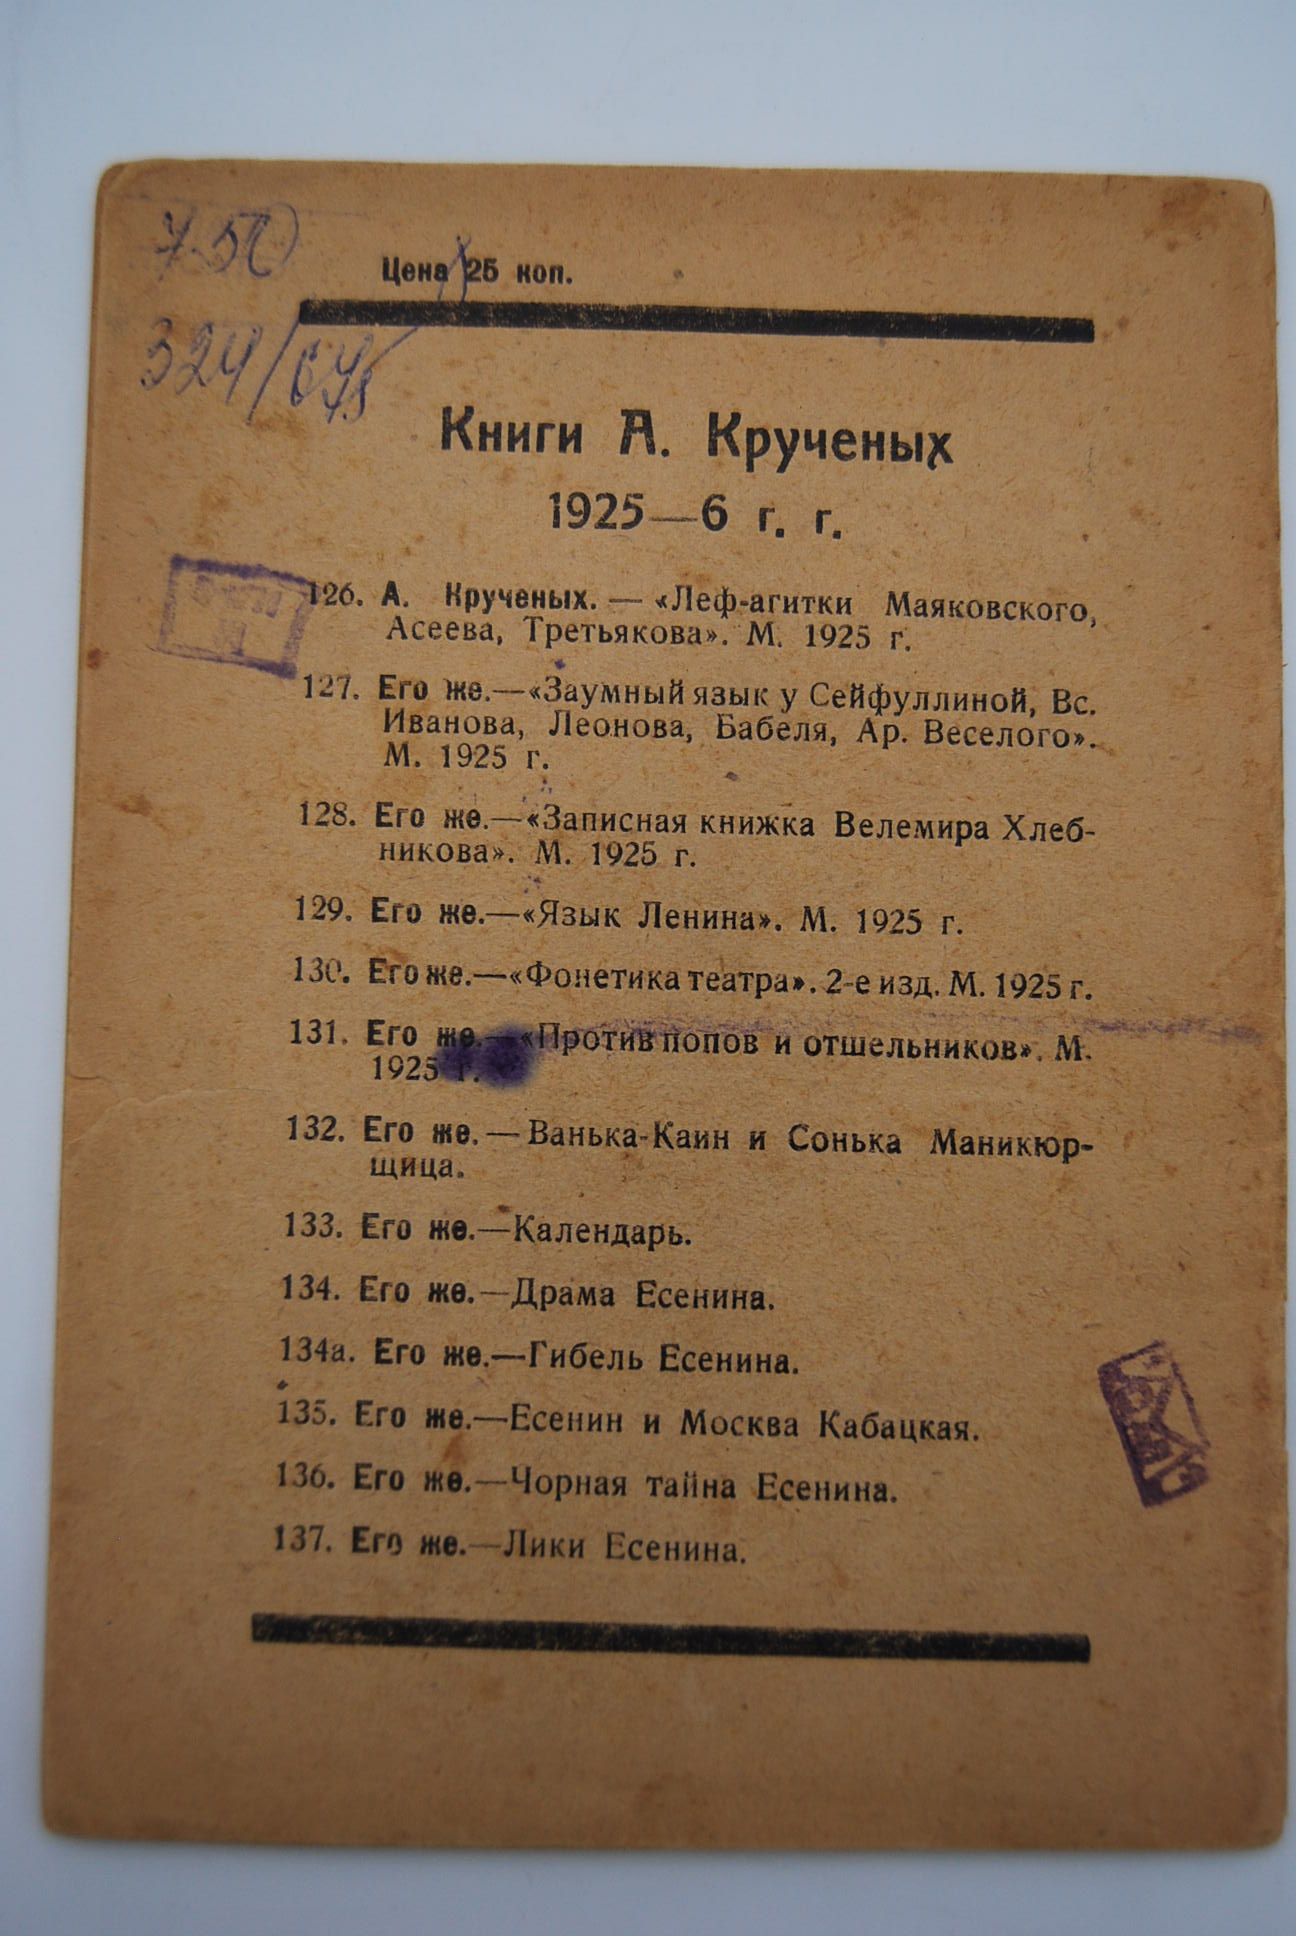 7-50
Цена 25 коп.
324/64
Книги А. Крученых
1925—6 г. г.
126. А. Крученых. — «Леф-агитки Маяковского,
Асеева, Третьякова». М. 1925 г.
127. Его же.—«Заумный язык у Сейфуллиной, Вс.
Иванова, Леонова, Бабеля, Ар. Веселого».
М. 1925 г.
128. Его же.—«Записная книжка Велемира Хлеб-
никова». М. 1925 г.
129. Его же.—«Язык Ленина». М. 1925 г.
130. Его же.—«Фонетика театра». 2-е изд. М. 1925 г.
131. Его же.—«Против попов и отшельников». М.
1925 г.
132. Его же.—Ванька-Каин и Сонька Маникюр-
щица.
133. Его же.—Календарь.
134. Его же.—Драма Есенина.
134а. Его же.—Гибель Есенина.
135. Его же.—Есенин и Москва Кабацкая.
136. Его же.—Чорная тайна Есенина.
137. Его же.—Лики Есенина.